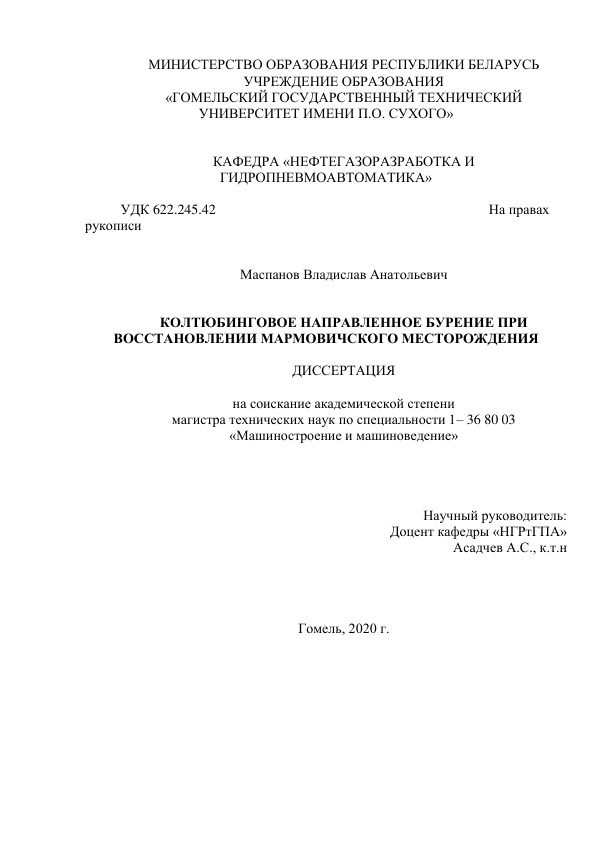 МИНИСТЕРСТВО ОБРАЗОВАНИЯ РЕСПУБЛИКИ БЕЛАРУСЬ
УЧРЕЖДЕНИЕ ОБРАЗОВАНИЯ
«ГОМЕЛЬСКИЙ ГОСУДАРСТВЕННЫЙ ТЕХНИЧЕСКИЙ
УНИВЕРСИТЕТ ИМЕНИ П.О. СУХОГО»
КАФЕДРА «НЕФТЕГАЗОРАЗРАБОТКА И
ГИДРОПНЕВМОАВТОМАТИКА»
УДК 622.245.42 На правах
рукописи
Маспанов Владислав Анатольевич
КОЛТЮБИНГОВОЕ НАПРАВЛЕННОЕ БУРЕНИЕ ПРИ
ВОССТАНОВЛЕНИИ МАРМОВИЧСКОГО МЕСТОРОЖДЕНИЯ
ДИССЕРТАЦИЯ
на соискание академической степени
магистра технических наук по специальности 1– 36 80 03
«Машиностроение и машиноведение»
Научный руководитель:
Доцент кафедры «НГРтГПА»
Асадчев А.С., к.т.н
Гомель, 2020 г.